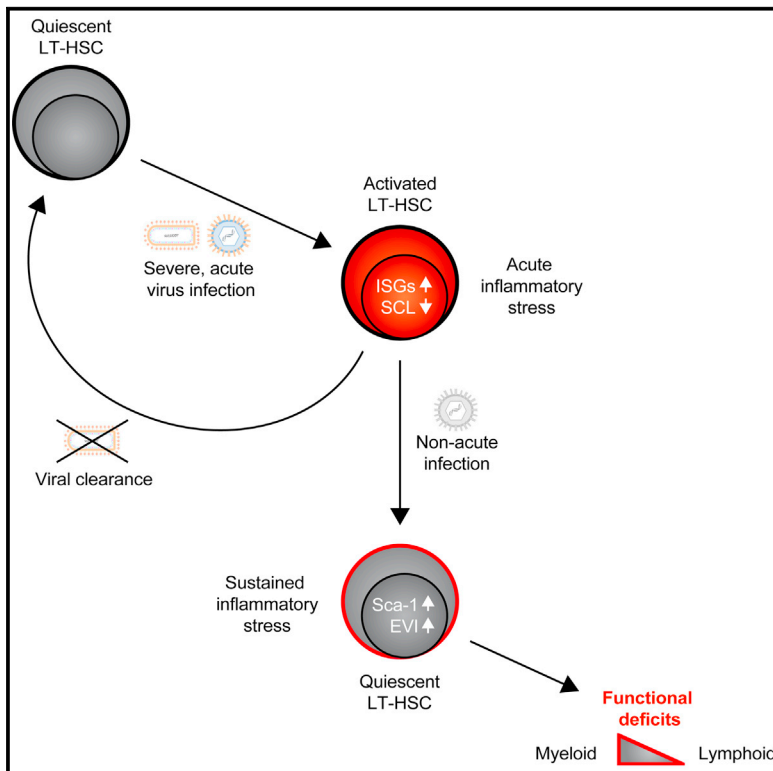 Quiescent
LT-HSC
Activated
LT-HSC
Severe, acute
virus infection
ISGs ↑
SCL ↓
Acute
inflammatory
stress
Non-acute
infection
Viral clearance
Sustained
inflammatory
stress
Sca-1 ↑
EVI ↑
Quiescent
LT-HSC
Functional
deficits
Myeloid
Lymphoid